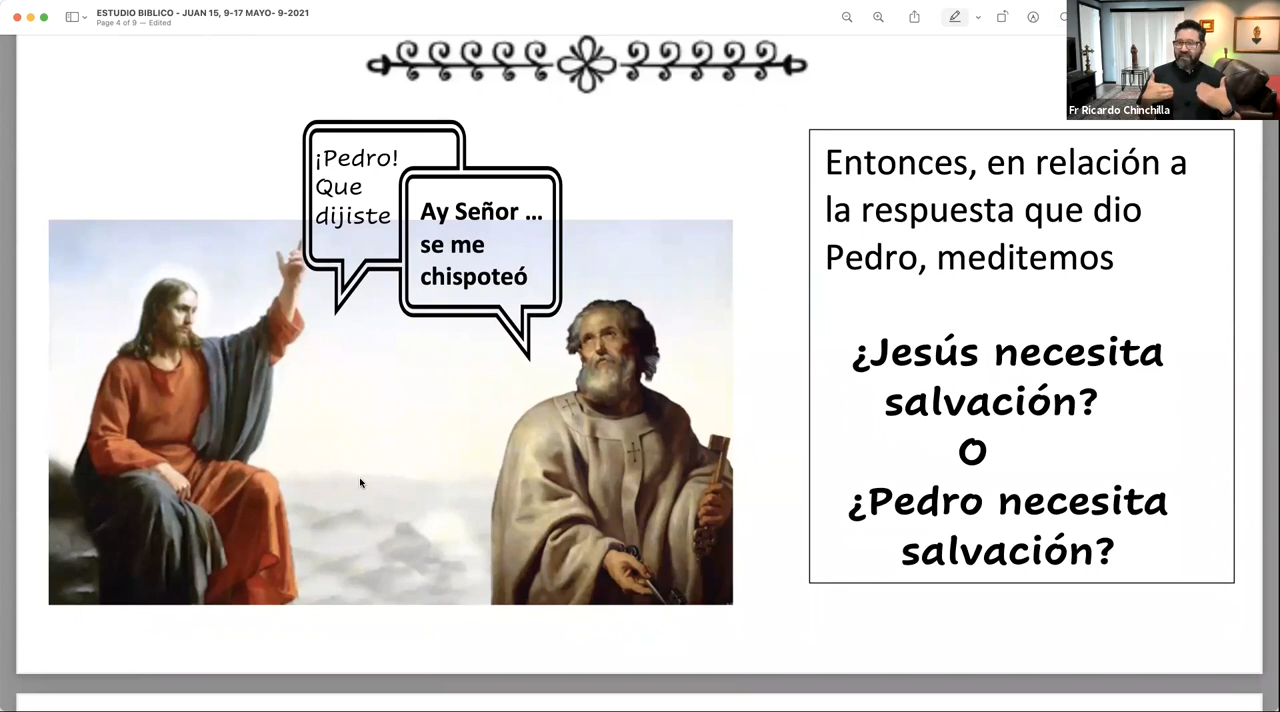 ESTUDIO BIBLICO - JUAN 15, 9-17 MAYO- 9-2021
Page 4 of 9 — Edited
Fr Ricardo Chinchilla
¡Pedro!
Que
dijiste
Ay Señor ...
se me
chispoteó
Entonces, en relación a
la respuesta que dio
Pedro, meditemos
¿Jesús necesita
salvación?
O
¿Pedro necesita
salvación?